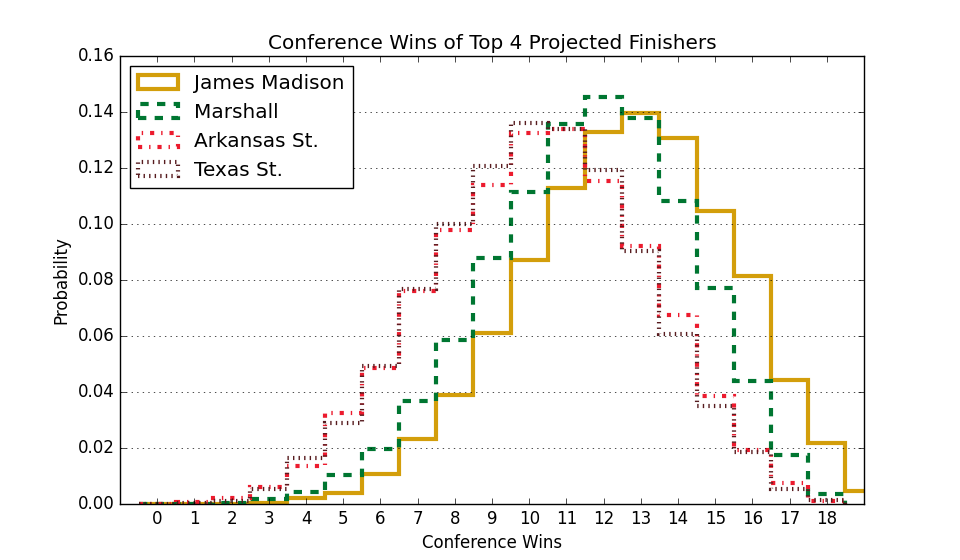 Conference Wins of Top 4 Projected Finishers
0.16
0.14
0.12
0.10
0.08
0.06
0.04
0.02
0.00
Probability
James Madison
Marshall
Arkansas St.
Texas St.
0 1 2 3 4 5 6 7 8 9 10 11 12 13 14 15 16 17 18
Conference Wins